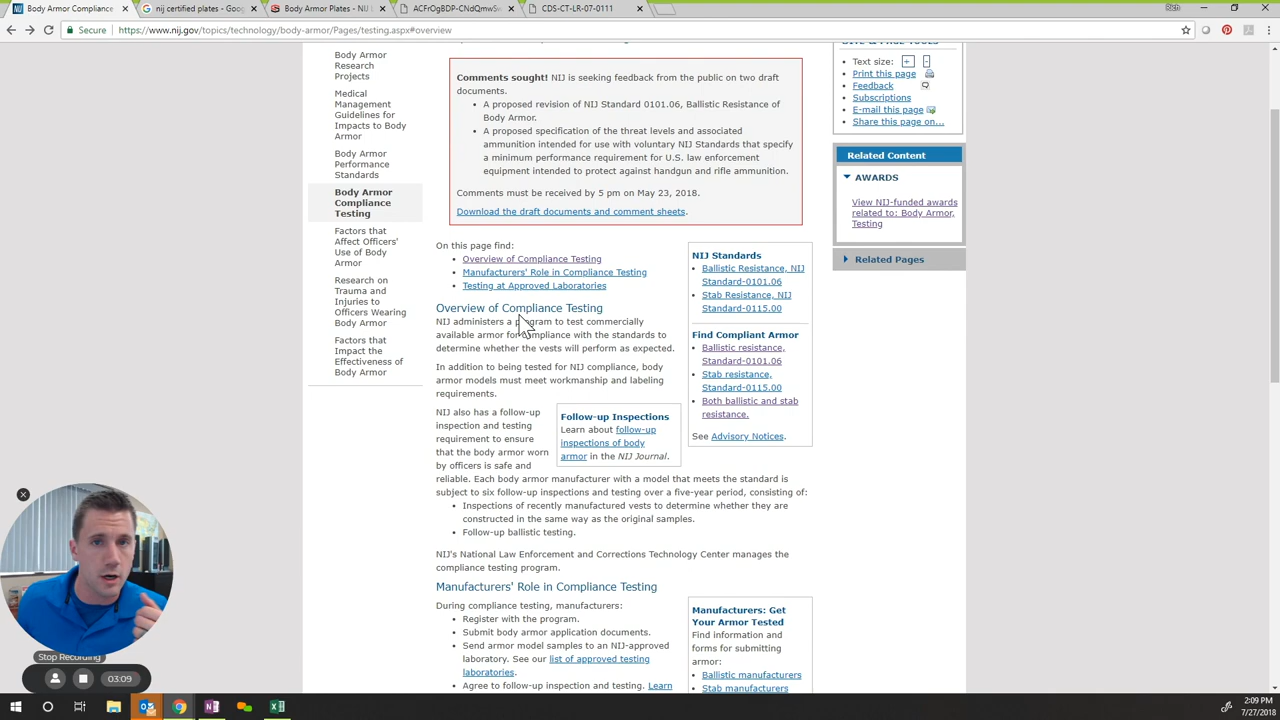 Body Armor Compliance
nij certified plates - Goog
Body Armor Plates - NIJ
ACFrOgBDP-CNdQmwSw
CDS-CT-LR-07-0111
Rich
Secure
https://www.nij.gov/topics/technology/body-armor/Pages/testing.aspx#overview
Body Armor
Research
Projects
Medical
Management
Guidelines for
Impacts to Body
Armor
Body Armor
Performance
Standards
Body Armor
Compliance
Testing
Factors that
Affect Officers'
Use of Body
Armor
Research on
Trauma and
Injuries to
Officers Wearing
Body Armor
Factors that
Impact the
Effectiveness of
Body Armor
Comments sought! NIJ is seeking feedback from the public on two draft
documents.
• A proposed revision of NIJ Standard 0101.06, Ballistic Resistance of
Body Armor.
• A proposed specification of the threat levels and associated
ammunition intended for use with voluntary NIJ Standards that specify
a minimum performance requirement for U.S. law enforcement
equipment intended to protect against handgun and rifle ammunition.
Comments must be received by 5 pm on May 23, 2018.
Download the draft documents and comment sheets.
On this page find:
• Overview of Compliance Testing
• Manufacturers' Role in Compliance Testing
• Testing at Approved Laboratories
Overview of Compliance Testing
NIJ administers a program to test commercially
available armor for compliance with the standards to
determine whether the vests will perform as expected.
In addition to being tested for NIJ compliance, body
armor models must meet workmanship and labeling
requirements.
NIJ also has a follow-up
inspection and testing
requirement to ensure
that the body armor worn
by officers is safe and
reliable. Each body armor manufacturer with a model that meets the standard is
subject to six follow-up inspections and testing over a five-year period, consisting of:
• Inspections of recently manufactured vests to determine whether they are
constructed in the same way as the original samples.
• Follow-up ballistic testing.
NIJ's National Law Enforcement and Corrections Technology Center manages the
compliance testing program.
Follow-up Inspections
Learn about follow-up
inspections of body
armor in the NIJ Journal.
Manufacturers' Role in Compliance Testing
During compliance testing, manufacturers:
• Register with the program.
• Submit body armor application documents.
• Send armor model samples to an NIJ-approved
laboratory. See our list of approved testing
laboratories.
• Agree to follow-up inspection and testing. Learn
NIJ Standards
• Ballistic Resistance, NIJ
Standard-0101.06
• Stab Resistance, NIJ
Standard-0115.00
Find Compliant Armor
• Ballistic resistance,
Standard-0101.06
• Stab resistance,
Standard-0115.00
• Both ballistic and stab
resistance.
See Advisory Notices.
Manufacturers: Get
Your Armor Tested
Find information and
forms for submitting
armor:
• Ballistic manufacturers
• Stab manufacturers
• Text size: + -
• Print this page
• Feedback
• Subscriptions
• E-mail this page
• Share this page on...
Related Content
AWARDS
View NIJ-funded awards
related to: Body Armor,
Testing
Related Pages
Stop Recording
03:09
2:09 PM
7/27/2018